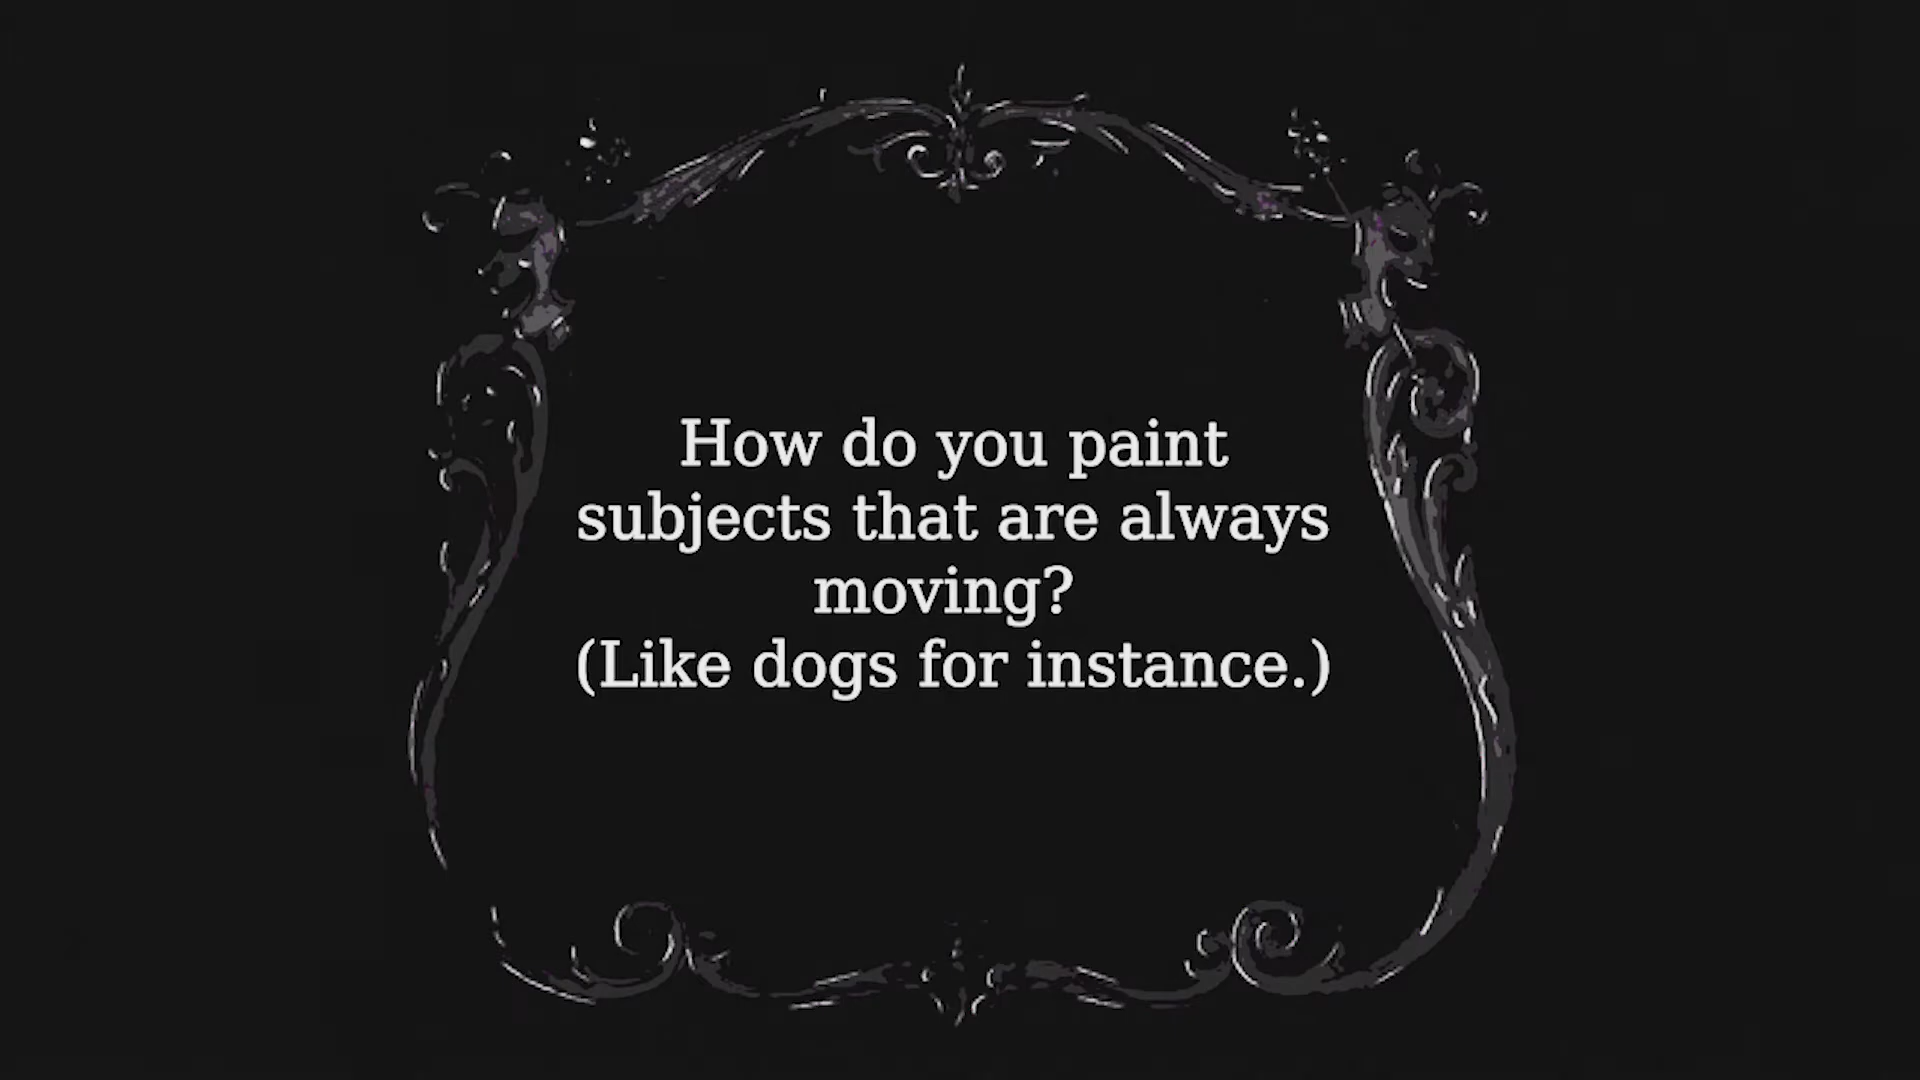 How do you paint
subjects that are always
moving?
(Like dogs for instance.)